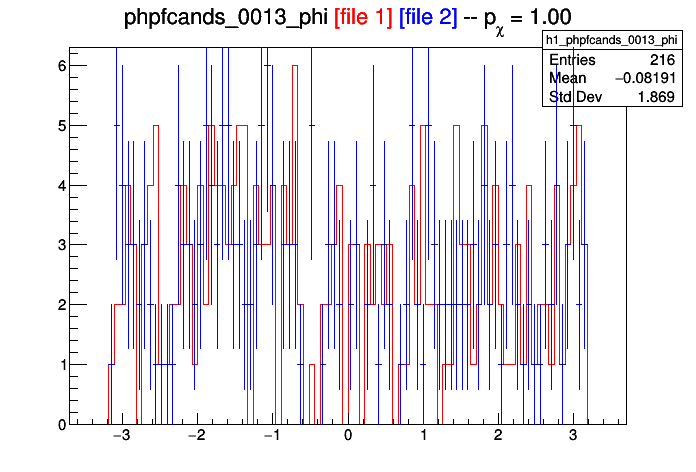 phpfcands_0013_phi [file 1] [file 2] -- pχ = 1.00
h1_phpfcands_0013_phi
Entries 216
Mean −0.08191
Std Dev 1.869
6
5
4
3
2
1
0
−3 −2 −1 0 1 2 3